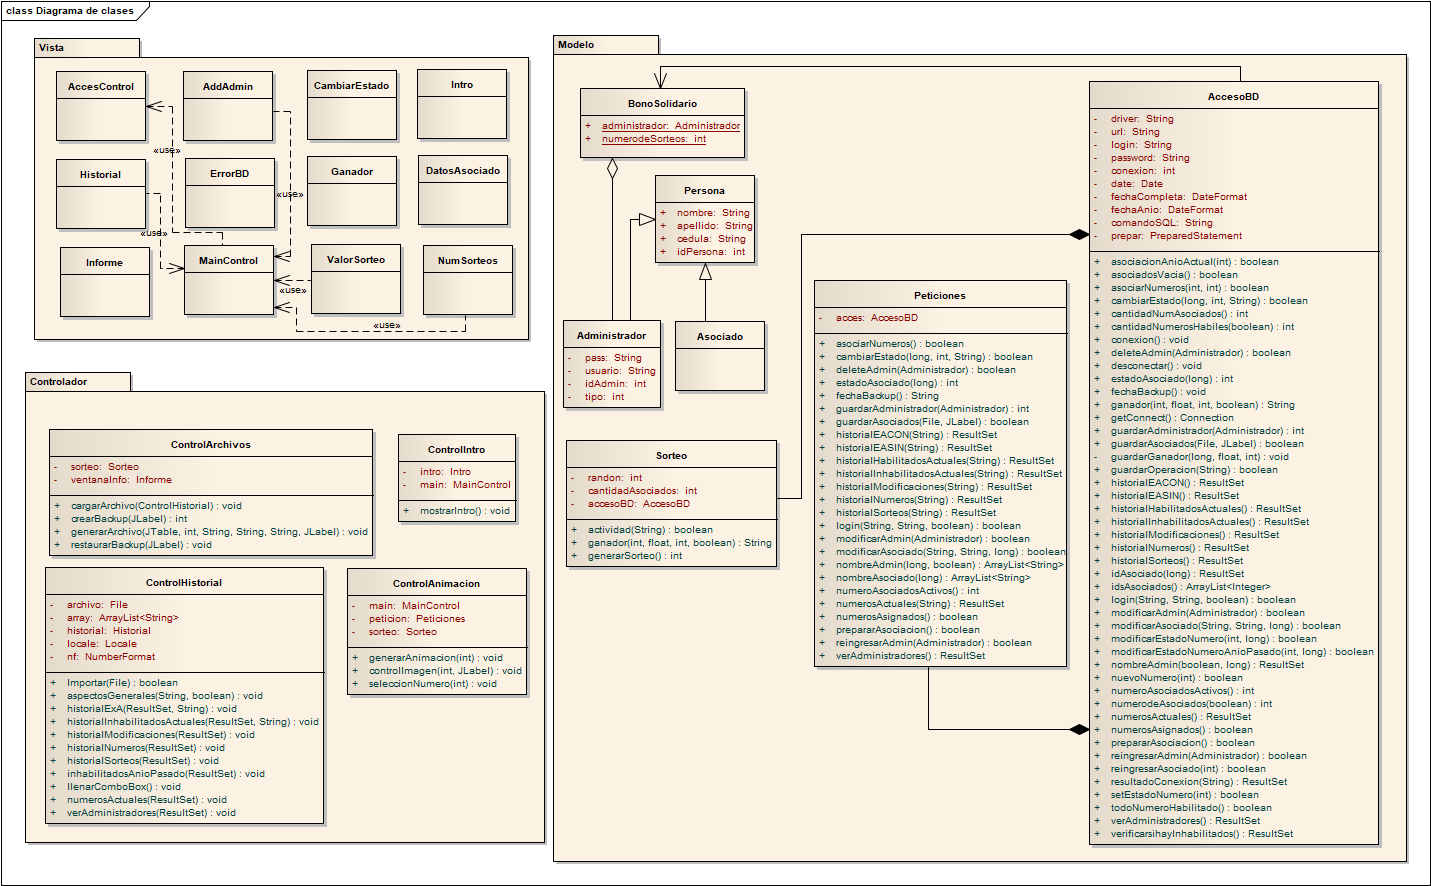 class Diagrama de clases
Vista
AccesControl
AddAdmin
CambiarEstado
Intro
«use»
Historial
ErrorBD
Ganador
DatosAsociado
«use»
«use»
Informe
MainControl
ValorSorteo
NumSorteos
«use»
«use»
Controlador
ControlArchivos
- sorteo: Sorteo
- ventanaInfo: Informe
+ cargarArchivo(ControlHistorial) : void
+ crearBackup(JLabel) : int
+ generarArchivo(JTable, int, String, String, String, JLabel) : void
+ restaurarBackup(JLabel) : void
ControlIntro
- intro: Intro
- main: MainControl
+ mostrarIntro() : void
ControlHistorial
- archivo: File
- array: ArrayList<String>
- historial: Historial
- locale: Locale
- nf: NumberFormat
+ Importar(File) : boolean
+ aspectosGenerales(String, boolean) : void
+ historialExA(ResultSet, String) : void
+ historialInhabilitadosActuales(ResultSet, String) : void
+ historialModificaciones(ResultSet) : void
+ historialNumeros(ResultSet) : void
+ historialSorteos(ResultSet) : void
+ inhabilitadosAnioPasado(ResultSet) : void
+ llenarComboBox() : void
+ numerosActuales(ResultSet) : void
+ verAdministradores(ResultSet) : void
ControlAnimacion
- main: MainControl
- peticion: Peticiones
- sorteo: Sorteo
+ generarAnimacion(int) : void
+ controlImagen(int, JLabel) : void
+ seleccionNumero(int) : void
Modelo
BonoSolidario
+ administrador: Administrador
+ numerodeSorteos: int
Persona
+ nombre: String
+ apellido: String
+ cedula: String
+ idPersona: int
Administrador
- pass: String
- usuario: String
- idAdmin: int
- tipo: int
Asociado
Sorteo
- randon: int
- cantidadAsociados: int
- accesoBD: AccesoBD
+ actividad(String) : boolean
+ ganador(int, float, int, boolean) : String
+ generarSorteo() : int
Peticiones
- acces: AccesoBD
+ asociarNumeros() : boolean
+ cambiarEstado(long, int, String) : boolean
+ deleteAdmin(Administrador) : boolean
+ estadoAsociado(long) : int
+ fechaBackup() : String
+ guardarAdministrador(Administrador) : int
+ guardarAsociados(File, JLabel) : boolean
+ historialEACON(String) : ResultSet
+ historialEASIN(String) : ResultSet
+ historialHabilitadosActuales(String) : ResultSet
+ historialInhabilitadosActuales(String) : ResultSet
+ historialModificaciones(String) : ResultSet
+ historialNumeros(String) : ResultSet
+ historialSorteos(String) : ResultSet
+ login(String, String, boolean) : boolean
+ modificarAdmin(Administrador) : boolean
+ modificarAsociado(String, String, long) : boolean
+ nombreAdmin(long, boolean) : ArrayList<String>
+ nombreAsociado(long) : ArrayList<String>
+ numeroAsociadosActivos() : int
+ numerosActuales(String) : ResultSet
+ numerosAsignados() : boolean
+ prepararAsociacion() : boolean
+ reingresarAdmin(Administrador) : boolean
+ verAdministradores() : ResultSet
AccesoBD
- driver: String
- url: String
- login: String
- password: String
- conexion: int
- date: Date
- fechaCompleta: DateFormat
- fechaAnio: DateFormat
- comandoSQL: String
- prepar: PreparedStatement
+ asociacionAnioActual(int) : boolean
+ asociadosVacia() : boolean
+ asociarNumeros(int, int) : boolean
+ cambiarEstado(long, int, String) : boolean
+ cantidadNumAsociados() : int
+ cantidadNumerosHabiles(boolean) : int
+ conexion() : void
+ deleteAdmin(Administrador) : boolean
+ desconectar() : void
+ estadoAsociado(long) : int
+ fechaBackup() : void
+ ganador(int, float, int, boolean) : String
+ getConnect() : Connection
+ guardarAdministrador(Administrador) : int
+ guardarAsociados(File, JLabel) : boolean
- guardarGanador(long, float, int) : void
+ guardarOperacion(String) : boolean
+ historialEACON() : ResultSet
+ historialEASIN() : ResultSet
+ historialHabilitadosActuales() : ResultSet
+ historialInhabilitadosActuales() : ResultSet
+ historialModificaciones() : ResultSet
+ historialNumeros() : ResultSet
+ historialSorteos() : ResultSet
+ idAsociado(long) : ResultSet
+ idsAsociados() : ArrayList<Integer>
+ login(String, String, boolean) : boolean
+ modificarAdmin(Administrador) : boolean
+ modificarAsociado(String, String, long) : boolean
+ modificarEstadoNumero(int, long) : boolean
+ modificarEstadoNumeroAnioPasado(int, long) : boolean
+ nombreAdmin(boolean, long) : ResultSet
+ nuevoNumero(int) : boolean
+ numeroAsociadosActivos() : int
+ numerodeAsociados(boolean) : int
+ numerosActuales() : ResultSet
+ numerosAsignados() : boolean
+ prepararAsociacion() : boolean
+ reingresarAdmin(Administrador) : boolean
+ reingresarAsociado(int) : boolean
+ resultadoConexion(String) : ResultSet
+ setEstadoNumero(int) : boolean
+ todoNumeroHabilitado() : boolean
+ verAdministradores() : ResultSet
+ verificarsihayInhabilitados() : ResultSet